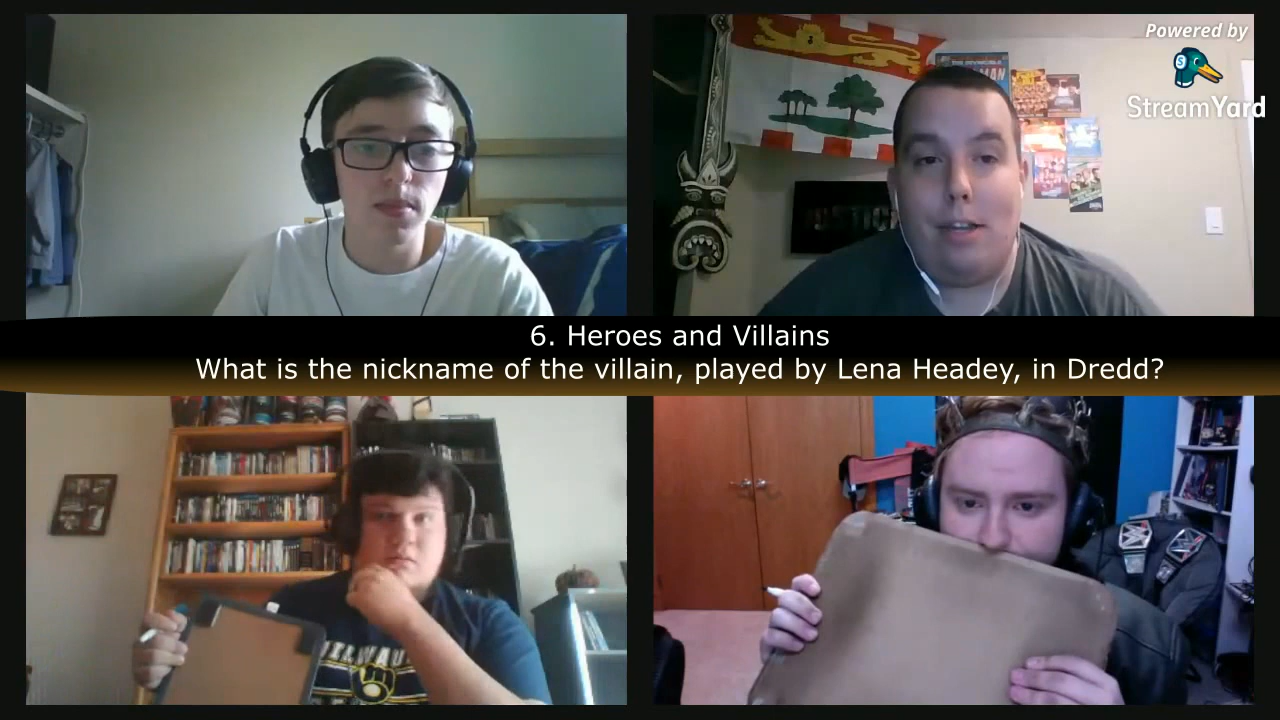 Powered by
StreamYard
6. Heroes and Villains
What is the nickname of the villain, played by Lena Headey, in Dredd?